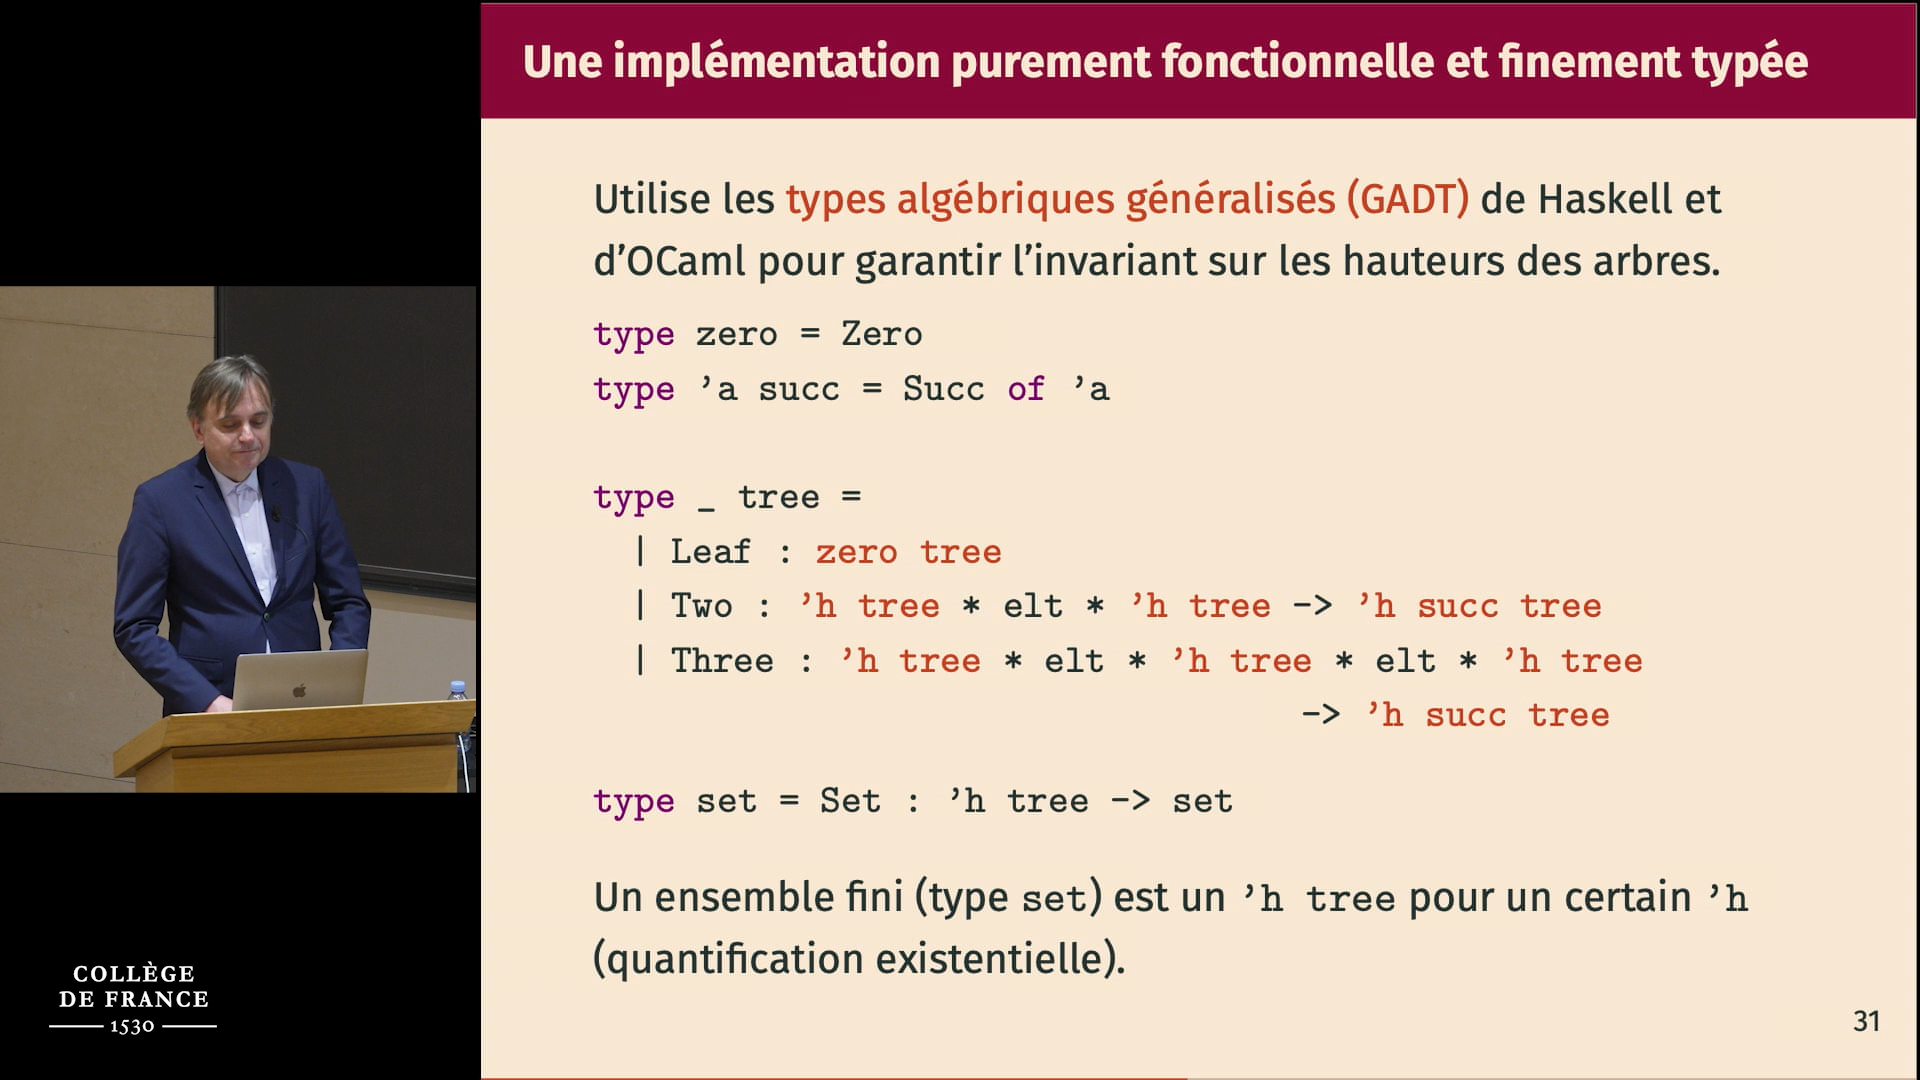 Une implémentation purement fonctionnelle et finement typée
Utilise les types algébriques généralisés (GADT) de Haskell et
d’OCaml pour garantir l’invariant sur les hauteurs des arbres.
type zero = Zero
type ’a succ = Succ of ’a
type _ tree =
| Leaf : zero tree
| Two : ’h tree * elt * ’h tree -> ’h succ tree
| Three : ’h tree * elt * ’h tree * elt * ’h tree
-> ’h succ tree
type set = Set : ’h tree -> set
Un ensemble fini (type set) est un ’h tree pour un certain ’h
(quantification existentielle).
31
COLLÈGE
DE FRANCE
1530